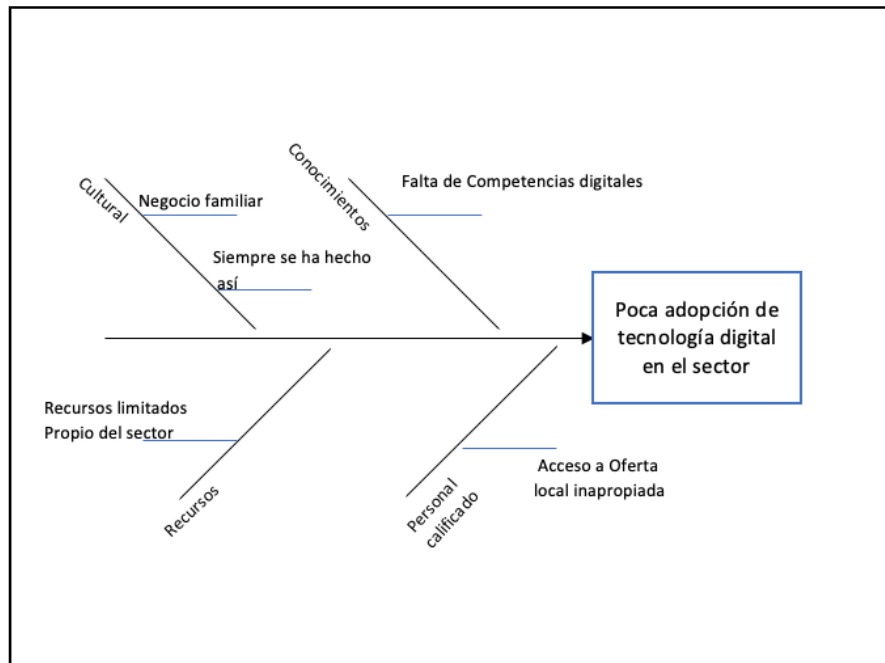 Cultural
Negocio familiar
Siempre se ha hecho
así
Conocimientos
Falta de Competencias digitales
Poca adopción de
tecnología digital
en el sector
Recursos limitados
Propio del sector
Recursos
Personal
calificado
Acceso a Oferta
local inapropiada